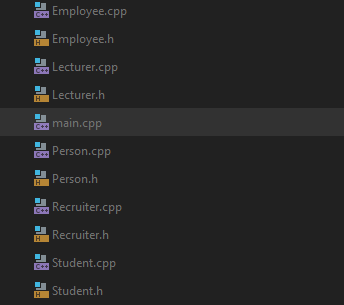 C++ Employee.cpp
H Employee.h
C++ Lecturer.cpp
H Lecturer.h
C++ main.cpp
C++ Person.cpp
H Person.h
C++ Recruiter.cpp
H Recruiter.h
C++ Student.cpp
H Student.h